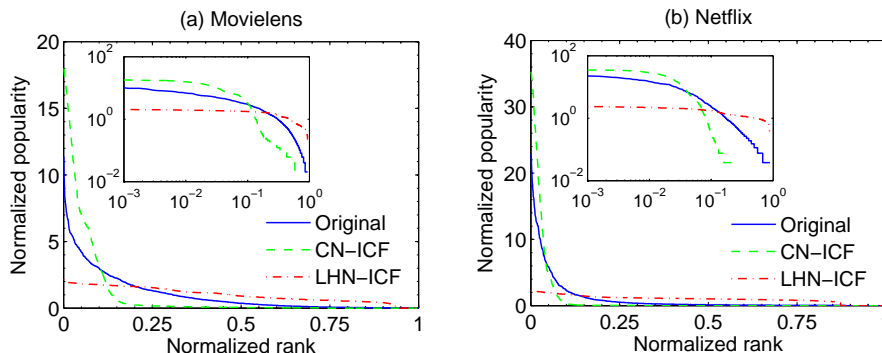 (a) Movielens
Normalized popularity
20
15
10
5
0
10^2
10^0
10^−2
10^−3
10^−2
10^−1
10^0
Original
CN−ICF
LHN−ICF
0
0.25
0.5
0.75
1
Normalized rank
(b) Netflix
Normalized popularity
40
30
20
10
0
10^2
10^0
10^−2
10^−3
10^−2
10^−1
10^0
Original
CN−ICF
LHN−ICF
0
0.25
0.5
0.75
Normalized rank